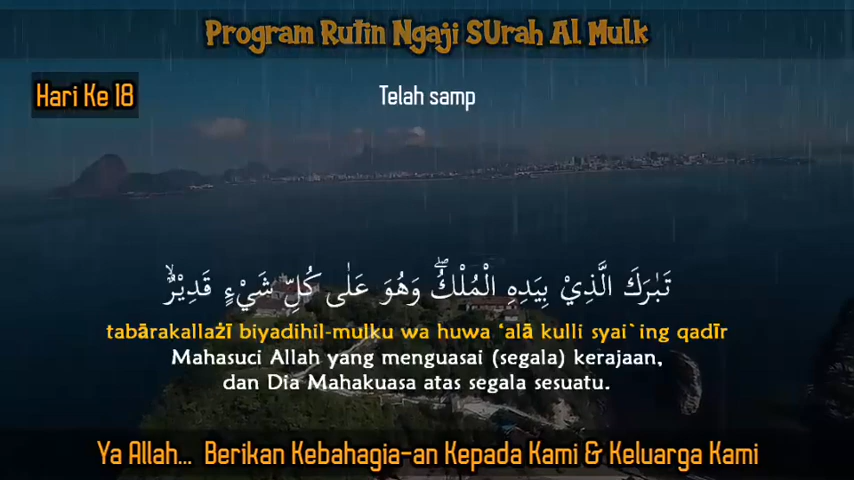 Program Rutin Ngaji SUrah AL Mulk
Hari Ke 18
Telah samp
تَبٰرَكَ الَّذِيْ بِيَدِهِ الْمُلْكُۖ وَهُوَ عَلٰى كُلِّ شَيْءٍ قَدِيْرٌۙ
tabārakallażī biyadihil-mulku wa huwa ‘alā kulli syai`ing qadīr
Mahasuci Allah yang menguasai (segala) kerajaan,
dan Dia Mahakuasa atas segala sesuatu.
Ya Allah... Berikan Kebahagia-an Kepada Kami & Keluarga Kami